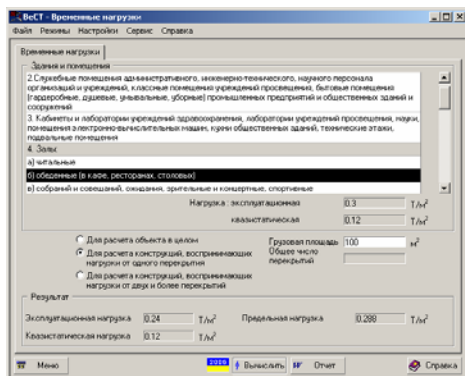 ВеСТ - Временные нагрузки
Файл Режимы Настройки Сервис Справка
Временные нагрузки
Здания и помещения
2.Служебные помещения административного, инженерно-технического, научного персонала
организаций и учреждений, классные помещения учреждений просвещения, бытовые помещения
(гардеробные, душевые, умывальные, уборные) промышленных предприятий и общественных зданий и
сооружений
3. Кабинеты и лаборатории учреждений здравоохранения, лаборатории учреждений просвещения, науки,
помещения электронно-вычислительных машин, кухни общественных зданий, технические этажи,
подвальные помещения
4. Залы:
а) читальные
б) обеденные (в кафе, ресторанах, столовых)
в) собраний и совещаний, ожидания, зрительные и концертные, спортивные
Нагрузка: эксплуатационная 0.3 Т/м²
квазистатическая 0.12 Т/м²
Для расчета объекта в целом
Для расчета конструкций, воспринимающих
нагрузки от одного перекрытия
Для расчета конструкций, воспринимающих
нагрузки от двух и более перекрытий
Грузовая площадь 100 м²
Общее число
перекрытий
Результат
Эксплуатационная нагрузка 0.24 Т/м² Предельная нагрузка 0.288 Т/м²
Квазистатическая нагрузка 0.12 Т/м²
Меню Вычислить Отчет Справка